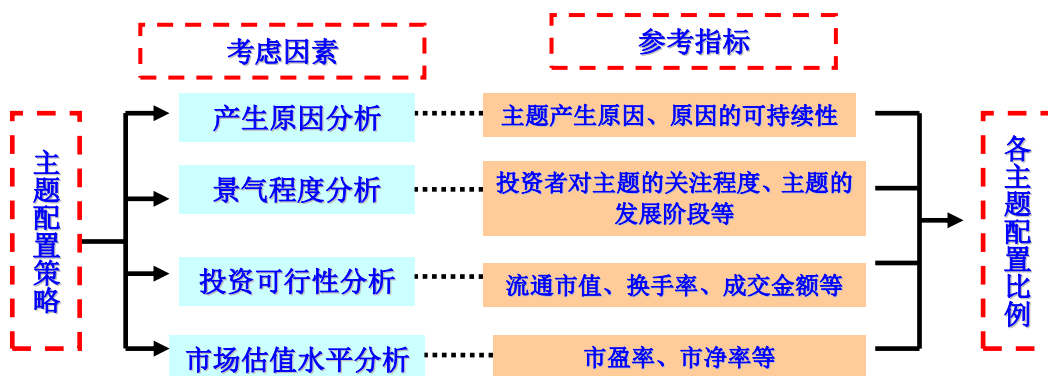 考虑因素
参考指标
主题配置策略
产生原因分析
主题产生原因、原因的可持续性
景气程度分析
投资者对主题的关注程度、主题的
发展阶段等
投资可行性分析
流通市值、换手率、成交金额等
市场估值水平分析
市盈率、市净率等
各主题配置比例